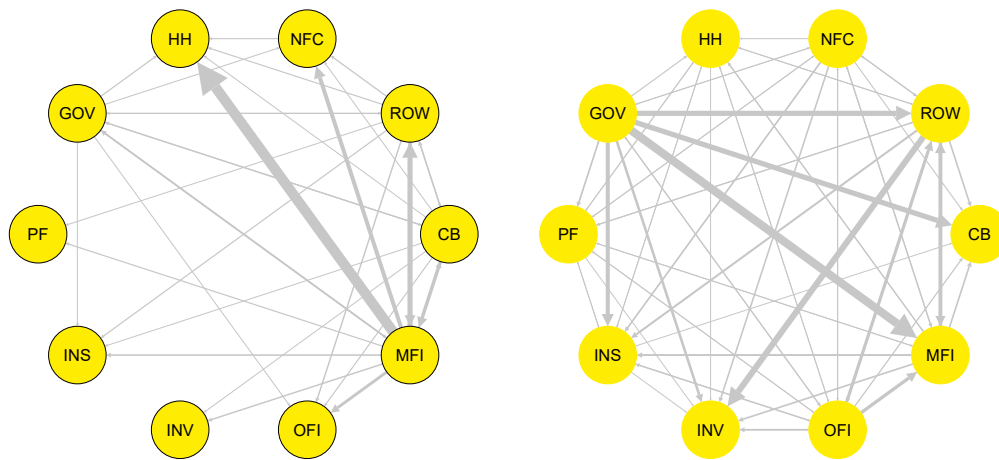 HH NFC
GOV ROW
PF CB
INS MFI
INV OFI
HH NFC
GOV ROW
PF CB
INS MFI
INV OFI